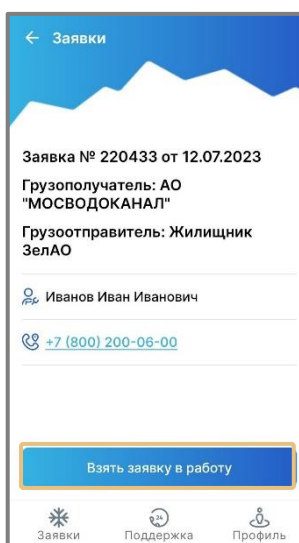 ← Заявки
Заявка № 220433 от 12.07.2023
Грузополучатель: АО
"МОСВОДОКАНАЛ"
Грузоотправитель: Жилищник
ЗелАО
Иванов Иван Иванович
+7 (800) 200-06-00
Взять заявку в работу
24
Заявки Поддержка Профиль